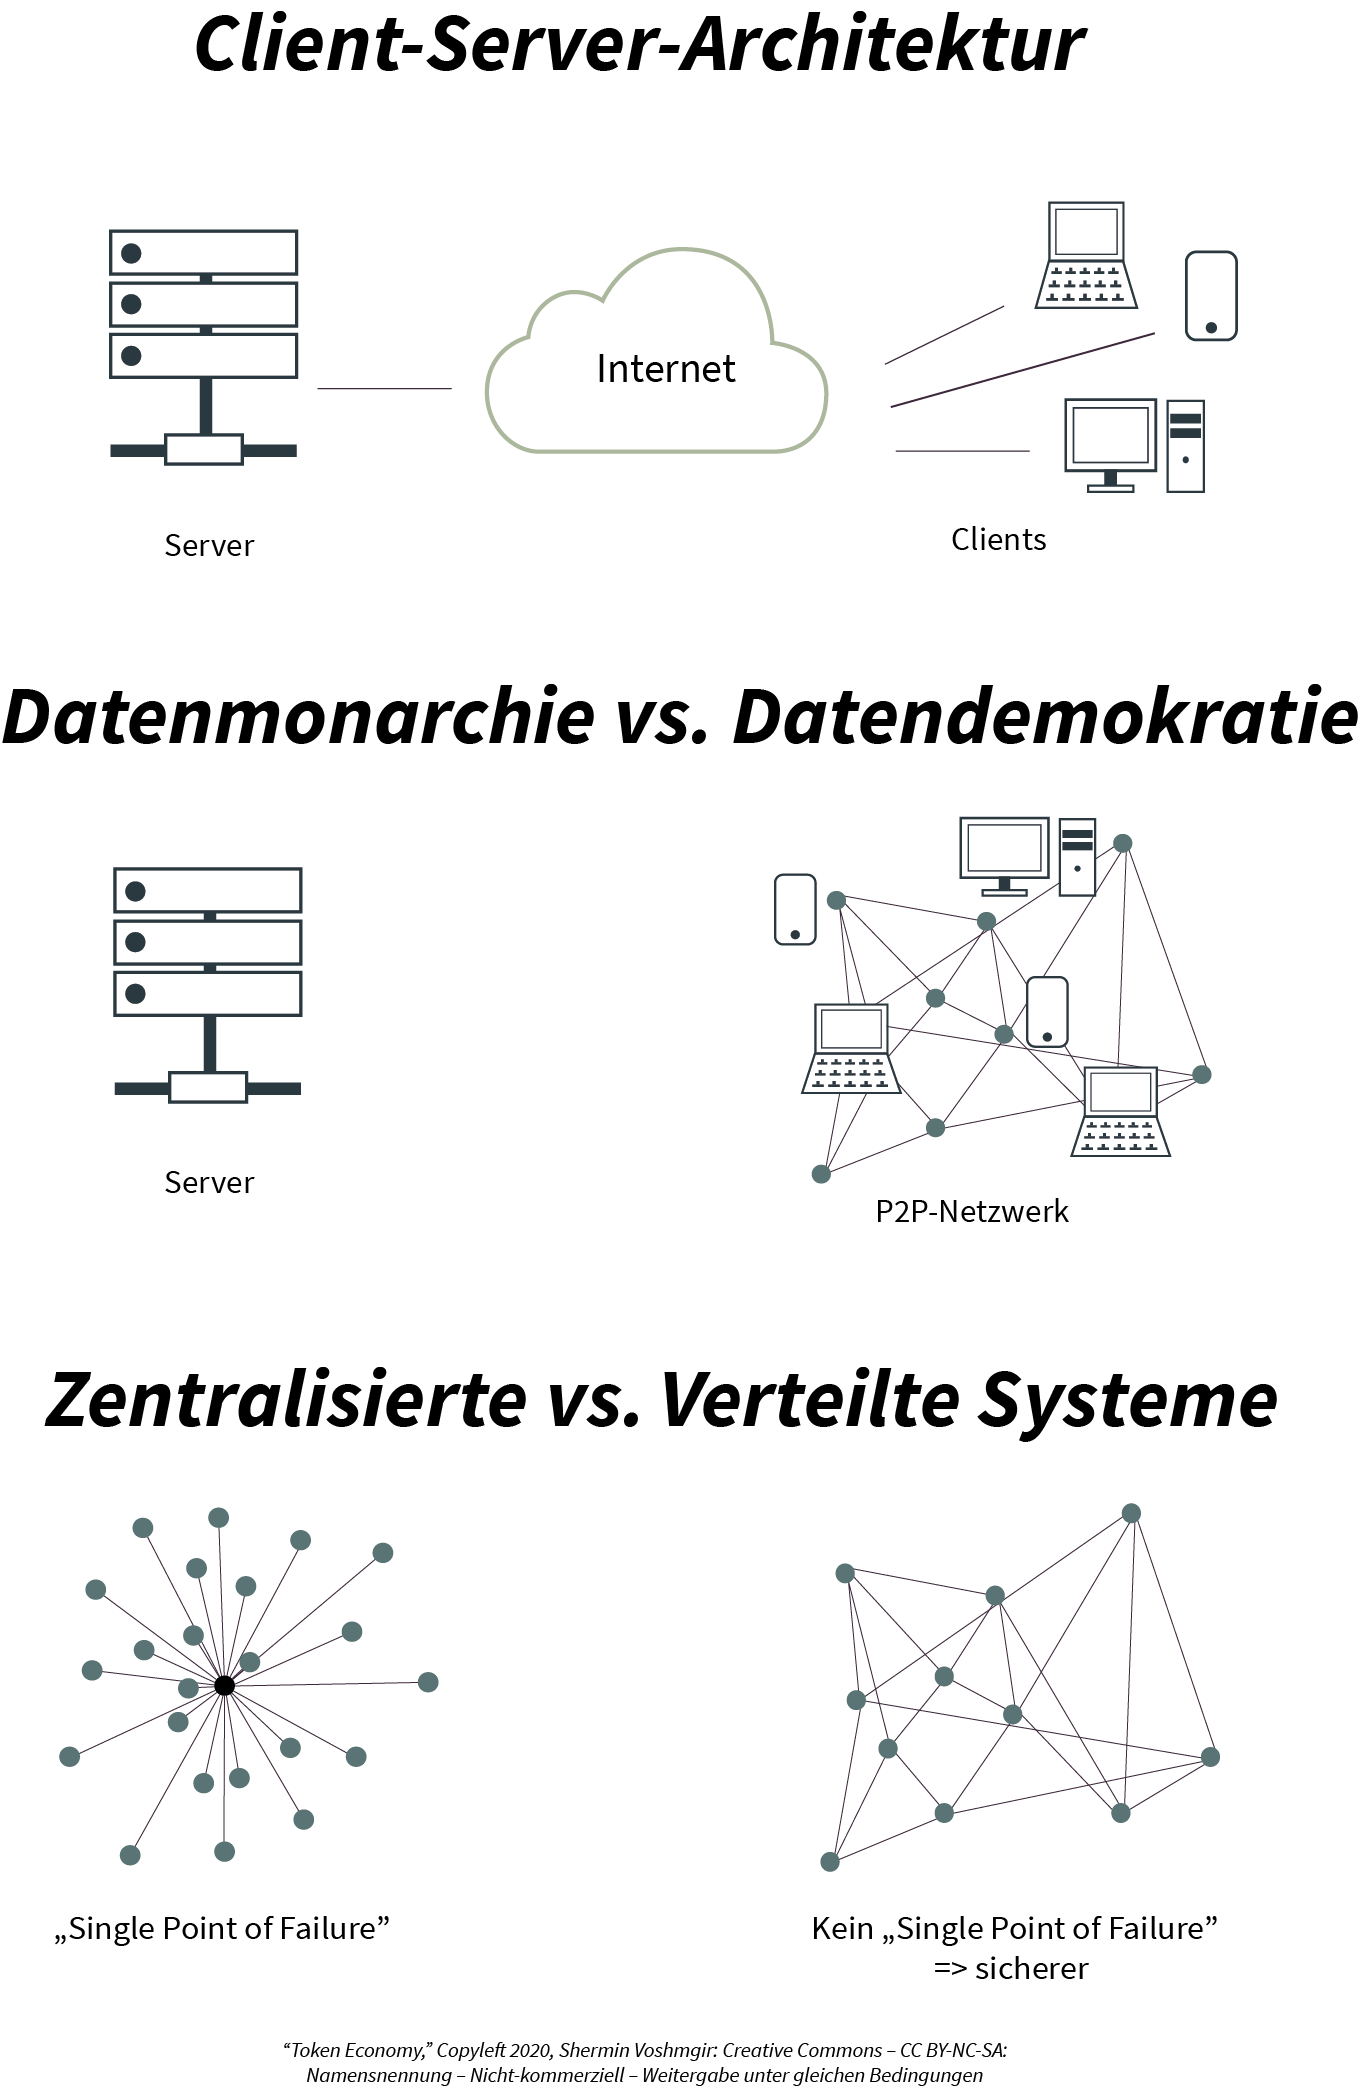 Client-Server-Architektur
Internet
Server
Clients
Datenmonarchie vs. Datendemokratie
Server
P2P-Netzwerk
Zentralisierte vs. Verteilte Systeme
„Single Point of Failure”
Kein „Single Point of Failure”
=> sicherer
“Token Economy,” Copyleft 2020, Shermin Voshmgir: Creative Commons – CC BY-NC-SA:
Namensnennung – Nicht-kommerziell – Weitergabe unter gleichen Bedingungen